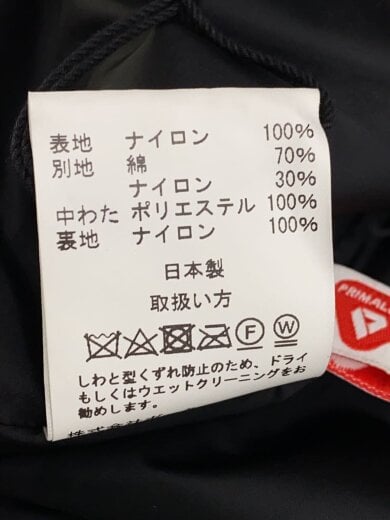 表地 ナイロン 100%
別地 綿 70%
ナイロン 30%
中わた ポリエステル 100%
裏地 ナイロン 100%
日本製
取扱い方
F W
しわと型くずれ防止のため、ドライ
もしくはウエットクリーニングをお
勧めします。
株式会社